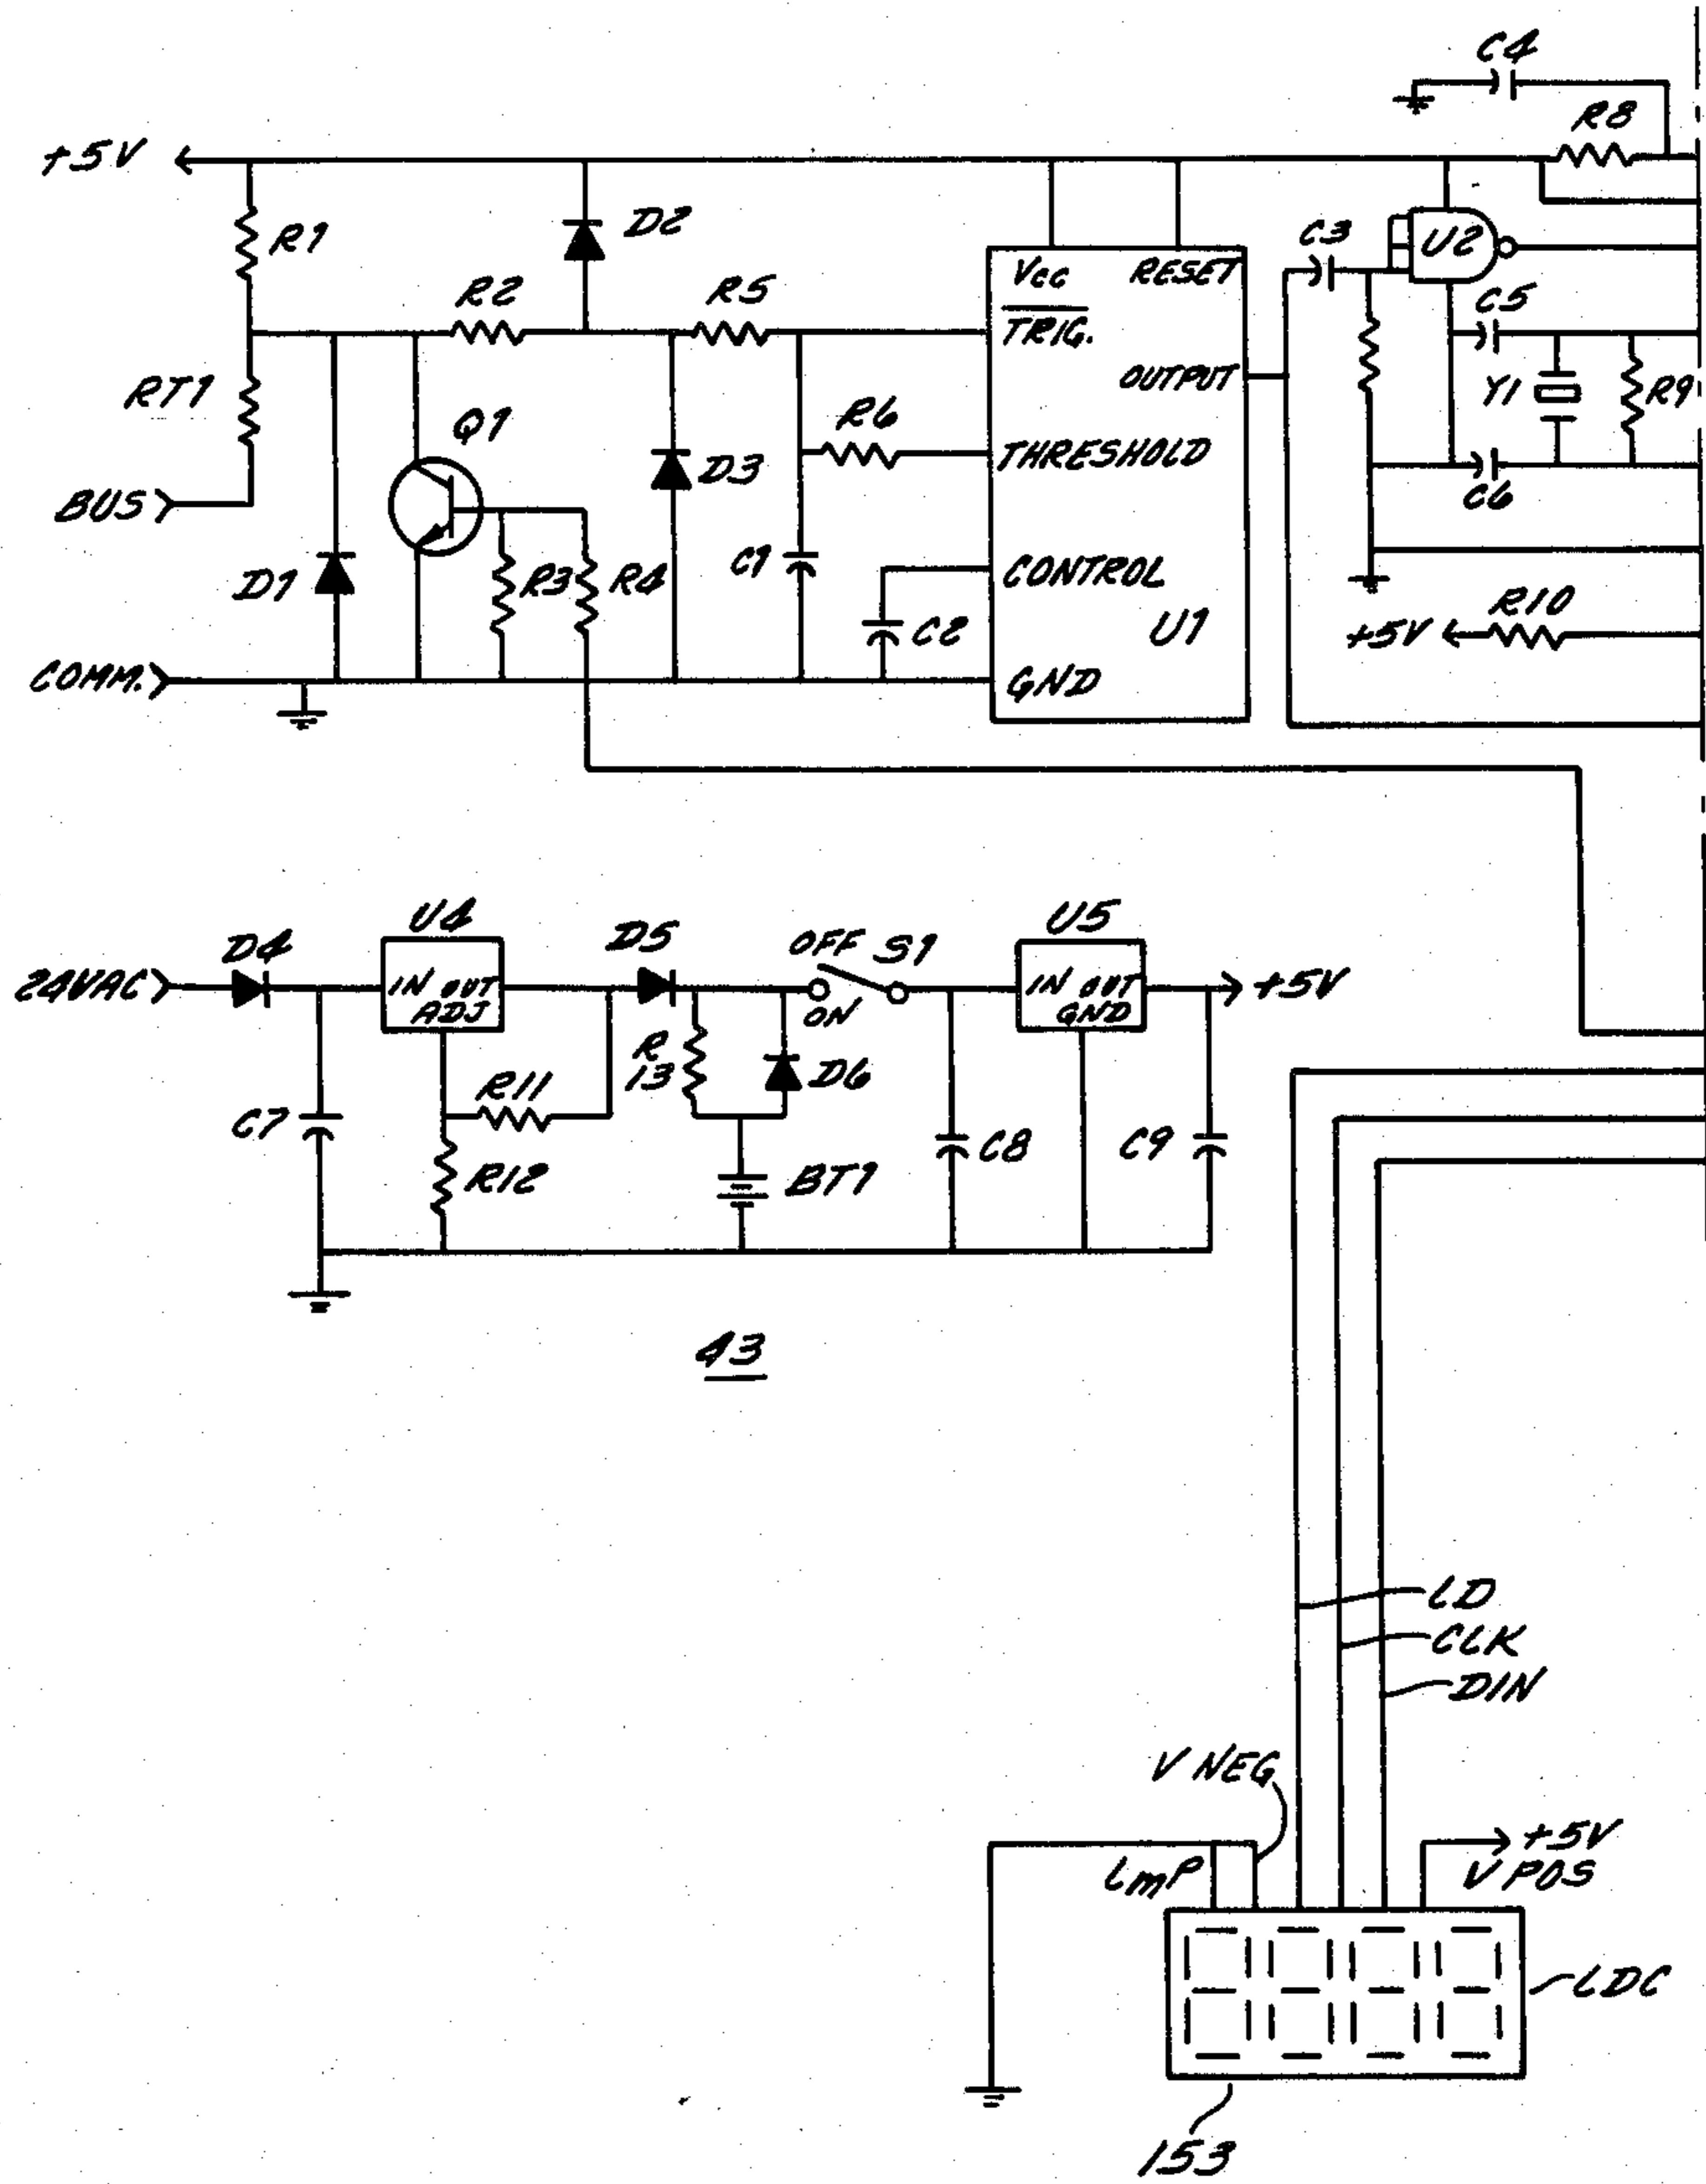 C4
R8
+5V
R1
D2
R2
R5
VCC
RESET
TRIG.
OUTPUT
C3
U2
C5
RT1
Q1
R6
Y1
R9
THRESHOLD
D3
BUS
C6
D1
R3
R4
C1
CONTROL
C2
U1
R10
+5V
COMM.
GND
U4
D5
OFF S1
U5
D4
24VAC
IN OUT
ADJ
ON
IN OUT
GND
+5V
R
13
D6
R11
C7
R12
BT1
C8
C9
43
LD
CLK
DIN
V NEG
LmP
+5V
V POS
LDC
153